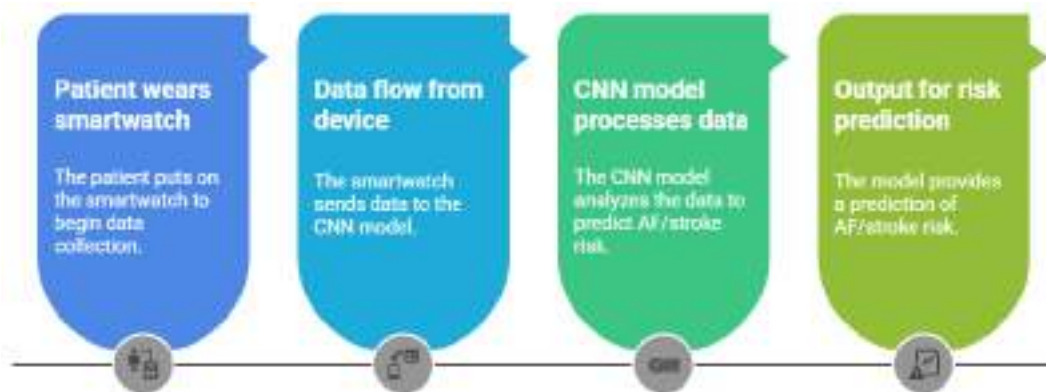 Patient wears
smartwatch
The patient puts on
the smartwatch to
begin data
collection.
Data flow from
device
The smartwatch
sends data to the
CNN model.
CNN model
processes data
The CNN model
analyzes the data to
predict AF/stroke
risk.
Output for risk
prediction
The model provides
a prediction of
AF/stroke risk.